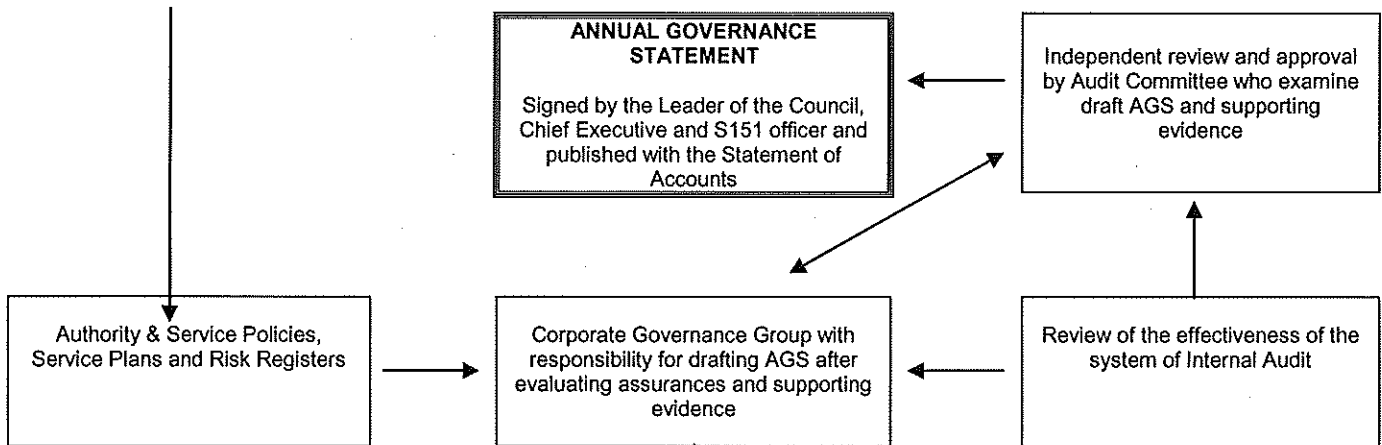 ANNUAL GOVERNANCE
STATEMENT
Signed by the Leader of the Council,
Chief Executive and S151 officer and
published with the Statement of
Accounts
Independent review and approval
by Audit Committee who examine
draft AGS and supporting
evidence
Authority & Service Policies,
Service Plans and Risk Registers
Corporate Governance Group with
responsibility for drafting AGS after
evaluating assurances and supporting
evidence
Review of the effectiveness of the
system of Internal Audit